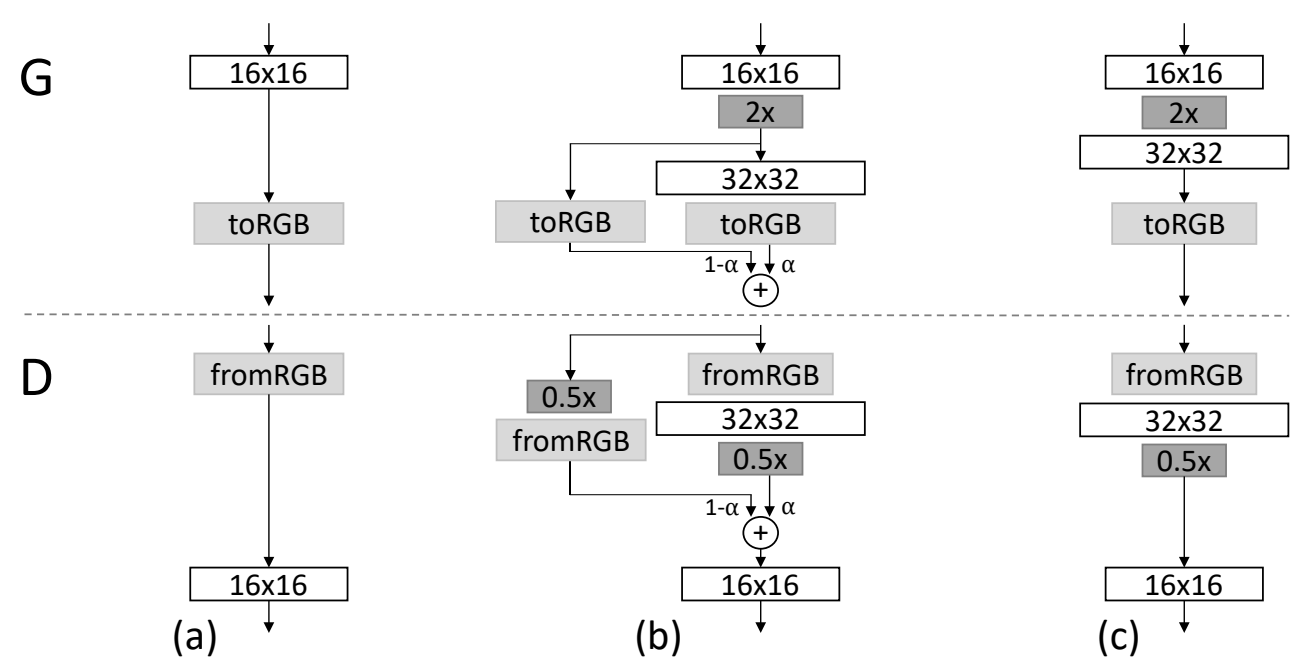 G
16x16
toRGB
16x16
2x
32x32
toRGB
toRGB
1-α
α
+
16x16
2x
32x32
toRGB
D
fromRGB
16x16
0.5x
fromRGB
fromRGB
32x32
0.5x
1-α
α
+
16x16
fromRGB
32x32
0.5x
16x16
(a)
(b)
(c)